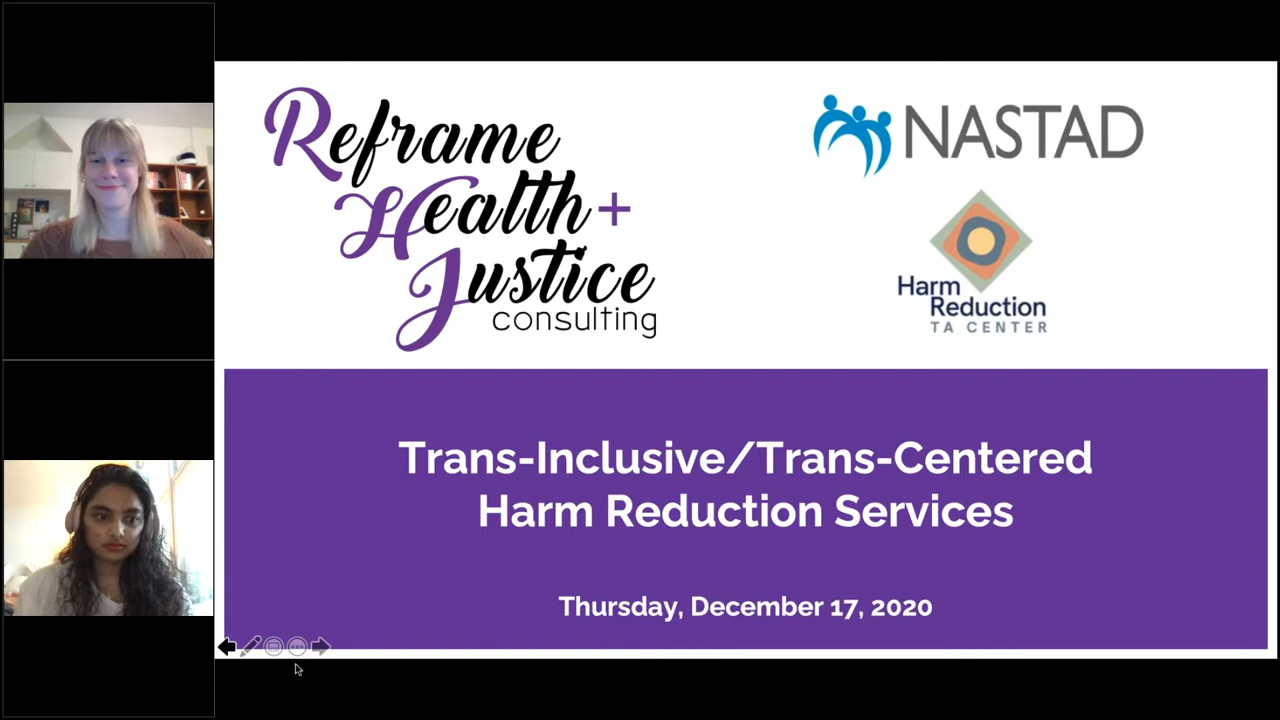 Reframe
Health+
Justice
consulting
NASTAD
Harm
Reduction
TA CENTER
Trans-Inclusive/Trans-Centered
Harm Reduction Services
Thursday, December 17, 2020